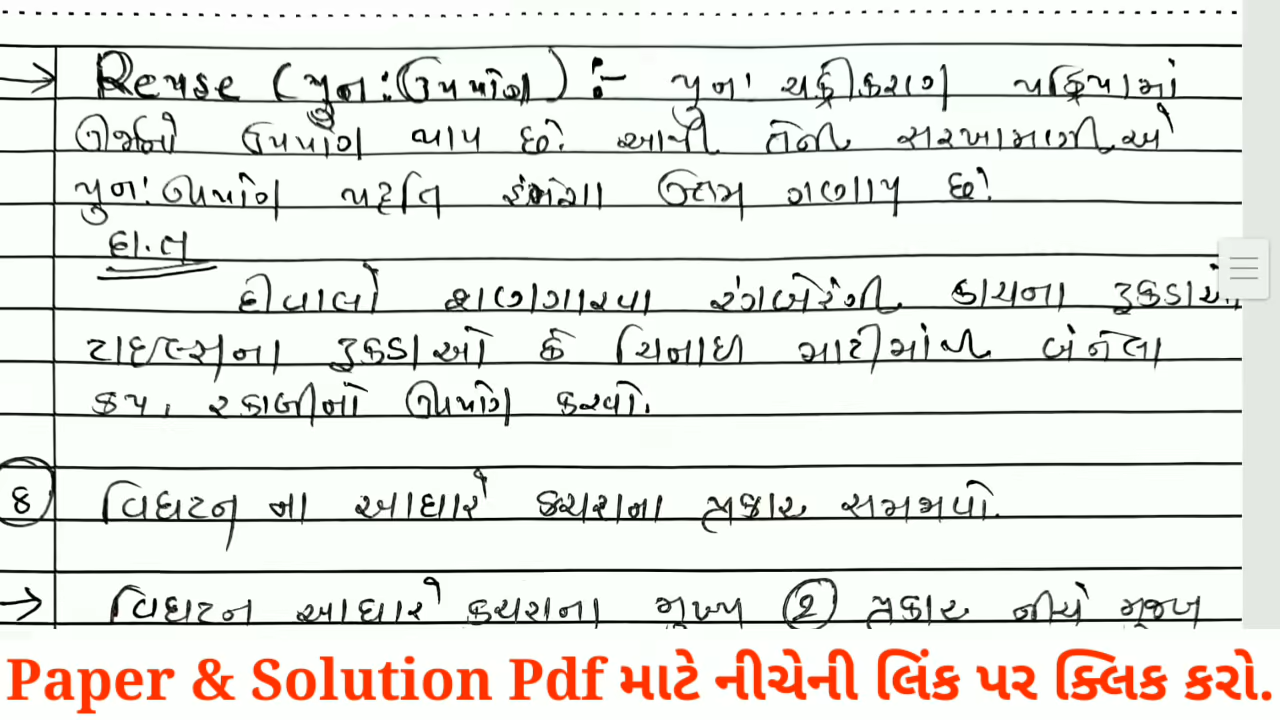 → Reuse (પુન:ઉપયોગ) :- પુન: ચક્રીકરણ પ્રક્રિયામાં
ઊર્જાનો ઉપયોગ થાય છે. આથી તેની સરખામણીએ
પુન:ઉપયોગ પદ્ધતિ હંમેશા ઉત્તમ ગણાય છે.
દા.ત
દીવાલો શણગારવા રંગબેરંગી કાચના ટુકડાઓ
ટાઇલ્સના ટુકડાઓ કે ચિનાઇ માટીમાંથી બનેલા
કપ, રકાબીનો ઉપયોગ કરવો.
૪ વિઘટન ના આધારે કચરાના પ્રકાર સમજાવો.
→ વિઘટન આધારે કચરાના મુખ્ય 2 પ્રકાર નીચે મુજબ
Paper & Solution Pdf માટે નીચેની લિંક પર ક્લિક કરો.